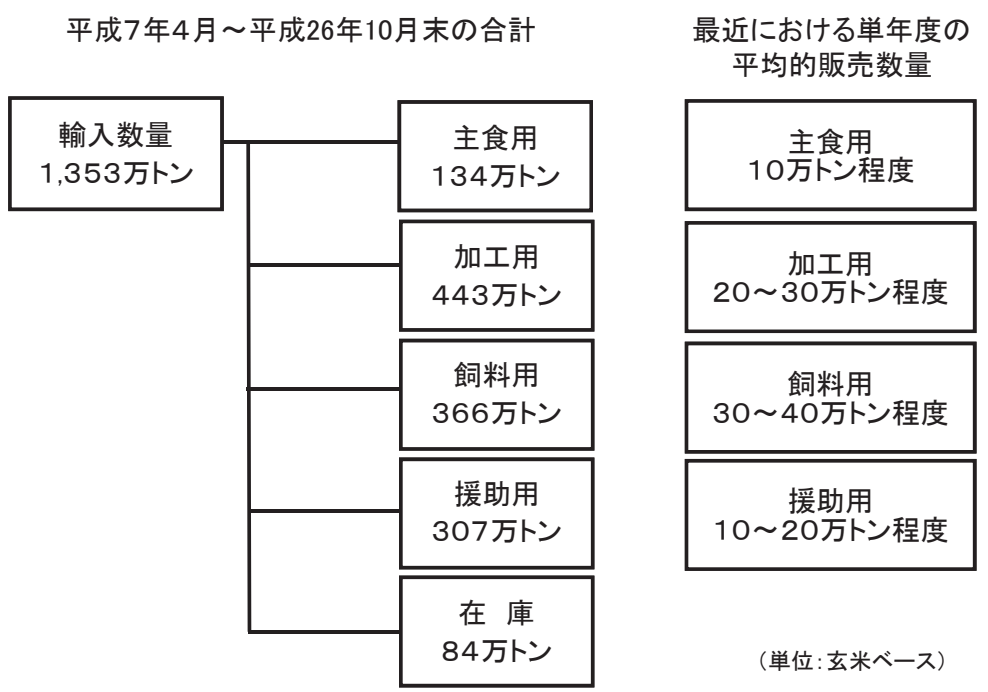 平成7年4月～平成26年10月末の合計
輸入数量
1,353万トン
主食用
134万トン
加工用
443万トン
飼料用
366万トン
援助用
307万トン
在　庫
84万トン
最近における単年度の
平均的販売数量
主食用
10万トン程度
加工用
20～30万トン程度
飼料用
30～40万トン程度
援助用
10～20万トン程度
（単位：玄米ベース）